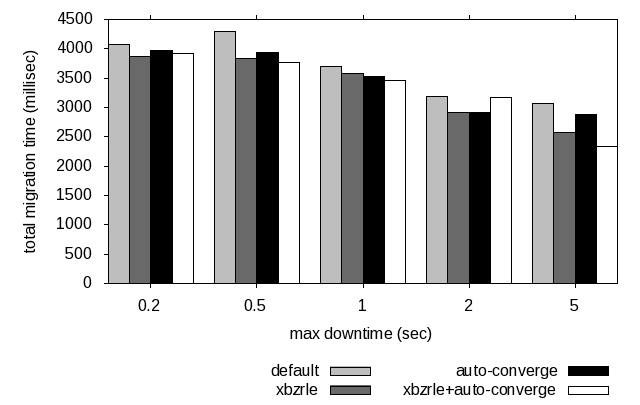 4500
4000
3500
3000
2500
2000
1500
1000
500
0
total migration time (millisec)
0.2 0.5 1 2 5
max downtime (sec)
default auto-converge
xbzrle xbzrle+auto-converge